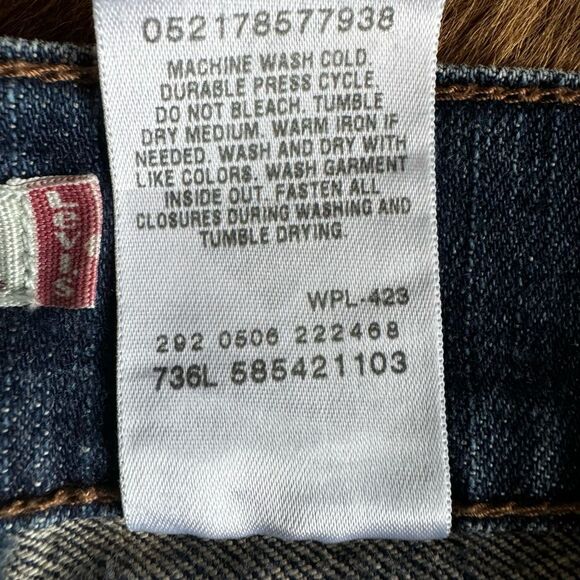 052178577938
MACHINE WASH COLD.
DURABLE PRESS CYCLE.
DO NOT BLEACH. TUMBLE
DRY MEDIUM. WARM IRON IF
NEEDED. WASH AND DRY WITH
LIKE COLORS. WASH GARMENT
INSIDE OUT. FASTEN ALL
CLOSURES DURING WASHING AND
TUMBLE DRYING.
WPL-423
292 0506 222468
736L 585421103
LEVI'S